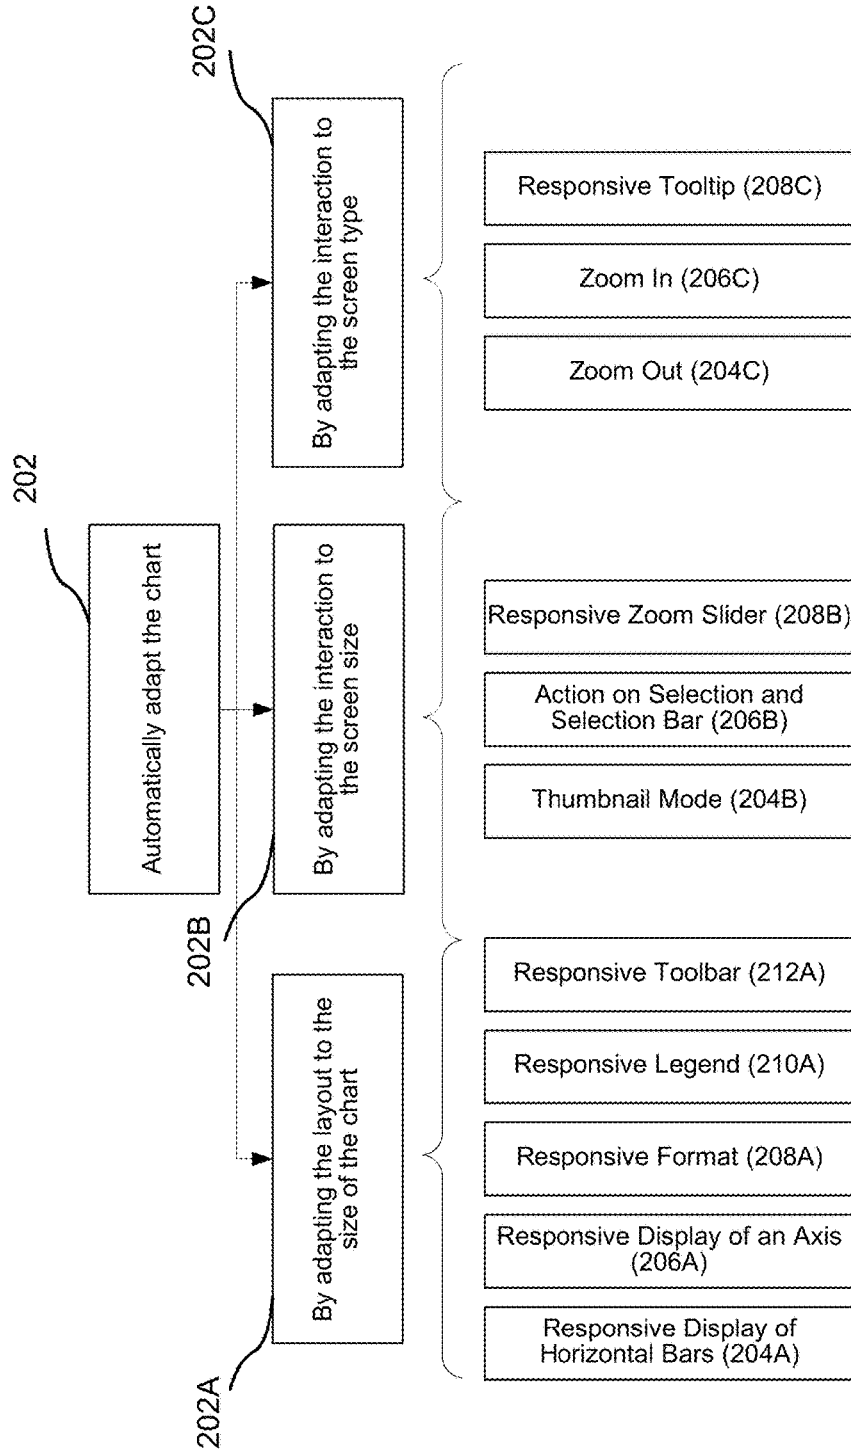 202
Automatically adapt the chart
202A
By adapting the layout to the
size of the chart
202B
By adapting the interaction to
the screen size
202C
By adapting the interaction to
the screen type
Responsive Display of
Horizontal Bars (204A)
Responsive Display of an Axis
(206A)
Responsive Format (208A)
Responsive Legend (210A)
Responsive Toolbar (212A)
Thumbnail Mode (204B)
Action on Selection and
Selection Bar (206B)
Responsive Zoom Slider (208B)
Zoom Out (204C)
Zoom In (206C)
Responsive Tooltip (208C)